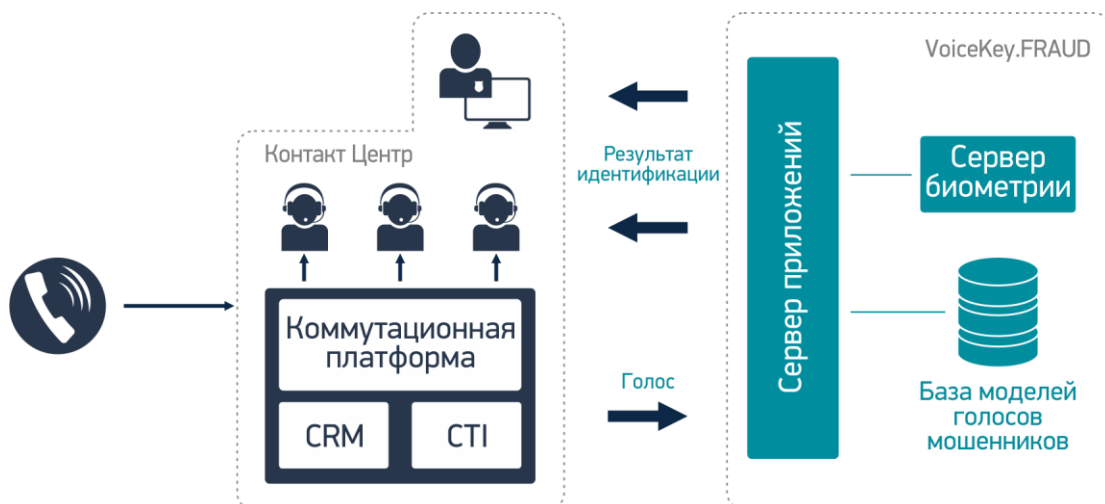 VoiceKey.FRAUD
Контакт Центр
Результат
идентификации
Сервер приложений
Сервер
биометрии
Коммутационная
платформа
CRM
CTI
Голос
База моделей
голосов
мошенников